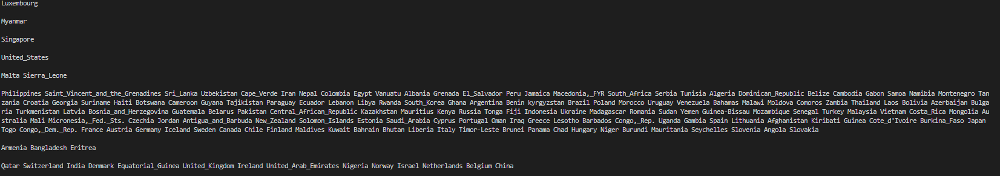 Luxembourg
Myanmar
Singapore
United_States
Malta Sierra_Leone
Philippines Saint_Vincent_and_the_Grenadines Sri_Lanka Uzbekistan Cape_Verde Iran Nepal Colombia Egypt Vanuatu Albania Grenada El_Salvador Peru Jamaica Macedonia,_FYR South_Africa Serbia Tunisia Algeria Dominican_Republic Belize Cambodia Gabon Samoa Namibia Montenegro Tan
zania Croatia Georgia Suriname Haiti Botswana Cameroon Guyana Tajikistan Paraguay Ecuador Lebanon Libya Rwanda South_Korea Ghana Argentina Benin kyrgyzstan Brazil Poland Morocco Uruguay Venezuela Bahamas Malawi Moldova Comoros Zambia Thailand Laos Bolivia Azerbaijan Bulga
ria Turkmenistan Latvia Bosnia_and_Herzegovina Guatemala Belarus Pakistan Central_African_Republic Kazakhstan Mauritius Kenya Russia Tonga Fiji Indonesia Ukraine Madagascar Romania Sudan Yemen Guinea-Bissau Mozambique Senegal Turkey Malaysia Vietnam Costa_Rica Mongolia Au
stralia Mali Micronesia,_Fed._Sts. Czechia Jordan Antigua_and_Barbuda New_Zealand Solomon_Islands Estonia Saudi_Arabia Cyprus Portugal Oman Iraq Greece Lesotho Barbados Congo,_Rep. Uganda Gambia Spain Lithuania Afghanistan Kiribati Guinea Cote_d'Ivoire Burkina_Faso Japan
Togo Congo,_Dem._Rep. France Austria Germany Iceland Sweden Canada Chile Finland Maldives Kuwait Bahrain Bhutan Liberia Italy Timor-Leste Brunei Panama Chad Hungary Niger Burundi Mauritania Seychelles Slovenia Angola Slovakia
Armenia Bangladesh Eritrea
Qatar Switzerland India Denmark Equatorial_Guinea United_Kingdom Ireland United_Arab_Emirates Nigeria Norway Israel Netherlands Belgium China